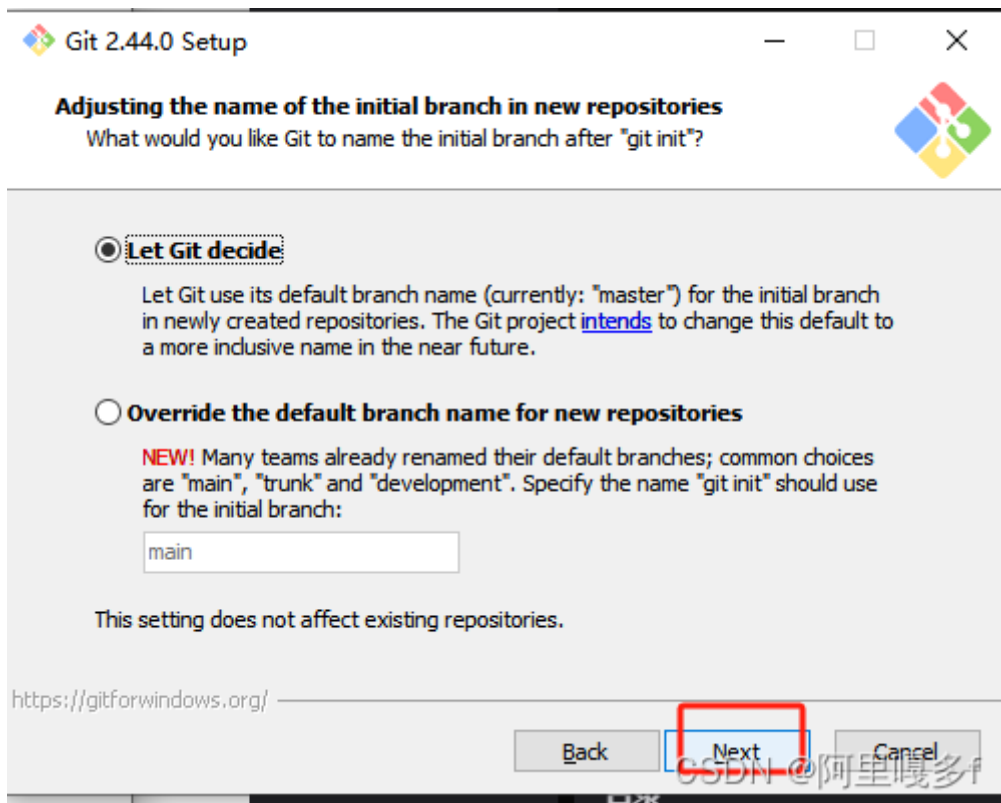 Git 2.44.0 Setup
Adjusting the name of the initial branch in new repositories
What would you like Git to name the initial branch after "git init"?
Let Git decide
Let Git use its default branch name (currently: "master") for the initial branch
in newly created repositories. The Git project intends to change this default to
a more inclusive name in the near future.
Override the default branch name for new repositories
NEW! Many teams already renamed their default branches; common choices
are "main", "trunk" and "development". Specify the name "git init" should use
for the initial branch:
main
This setting does not affect existing repositories.
https://gitforwindows.org/
Back
Next
Cancel
CSDN @阿里嘎多f